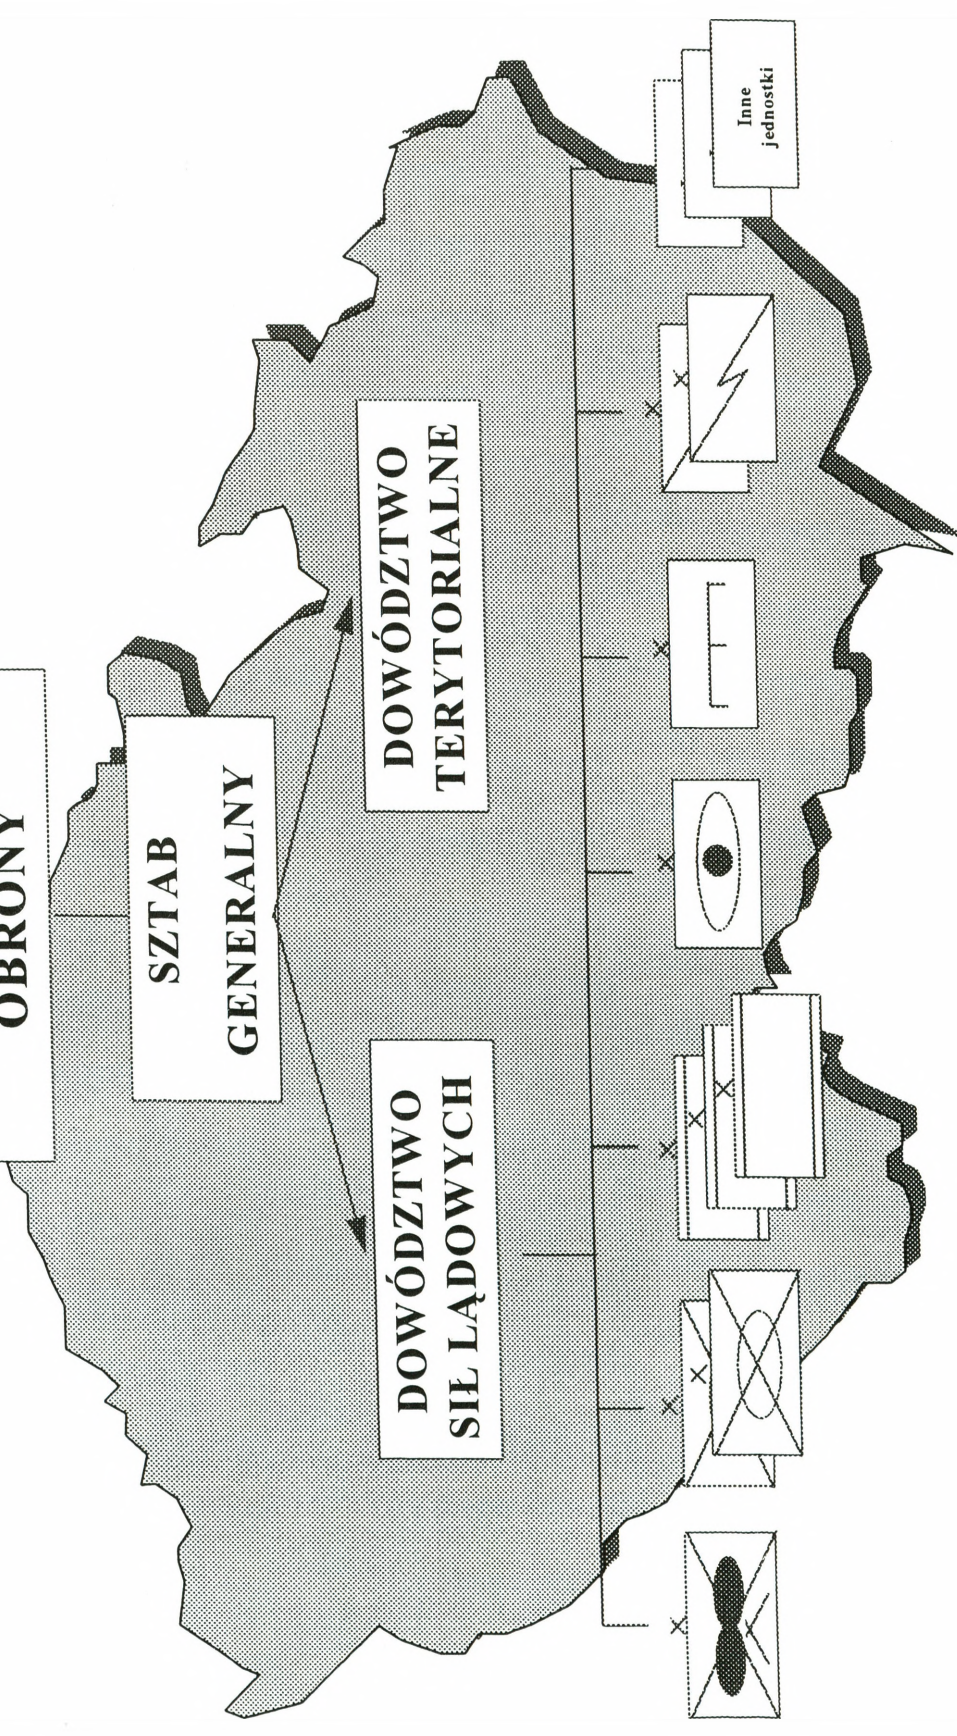 OBRONY
SZTAB
GENERALNY
DOWÓDZTWO
SIŁ LĄDOWYCH
DOWÓDZTWO
TERYTORIALNE
Inne
jednostki